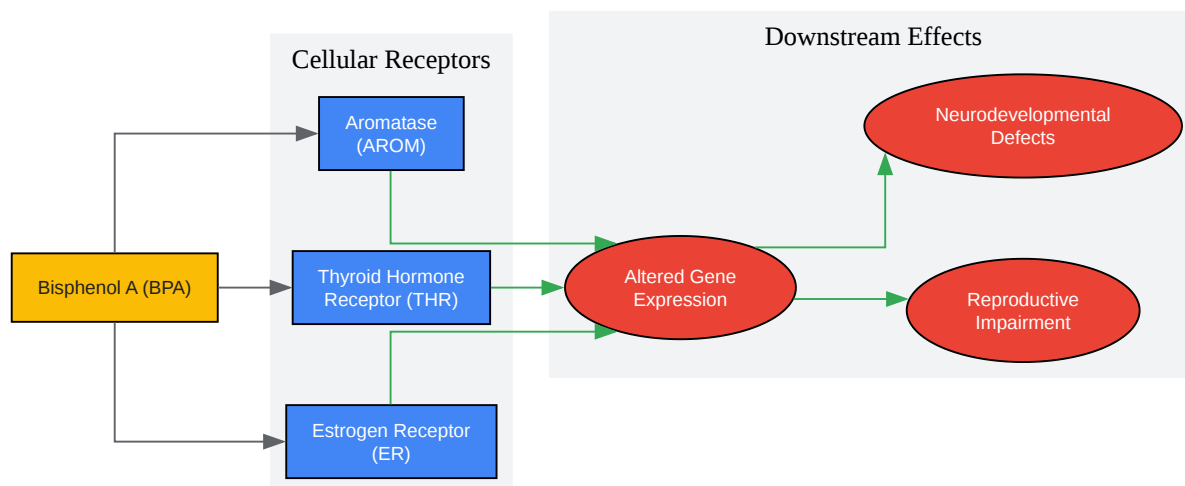 Downstream Effects
Cellular Receptors
Aromatase
(AROM)
Neurodevelopmental
Defects
Bisphenol A (BPA)
Thyroid Hormone
Receptor (THR)
Altered Gene
Expression
Reproductive
Impairment
Estrogen Receptor
(ER)